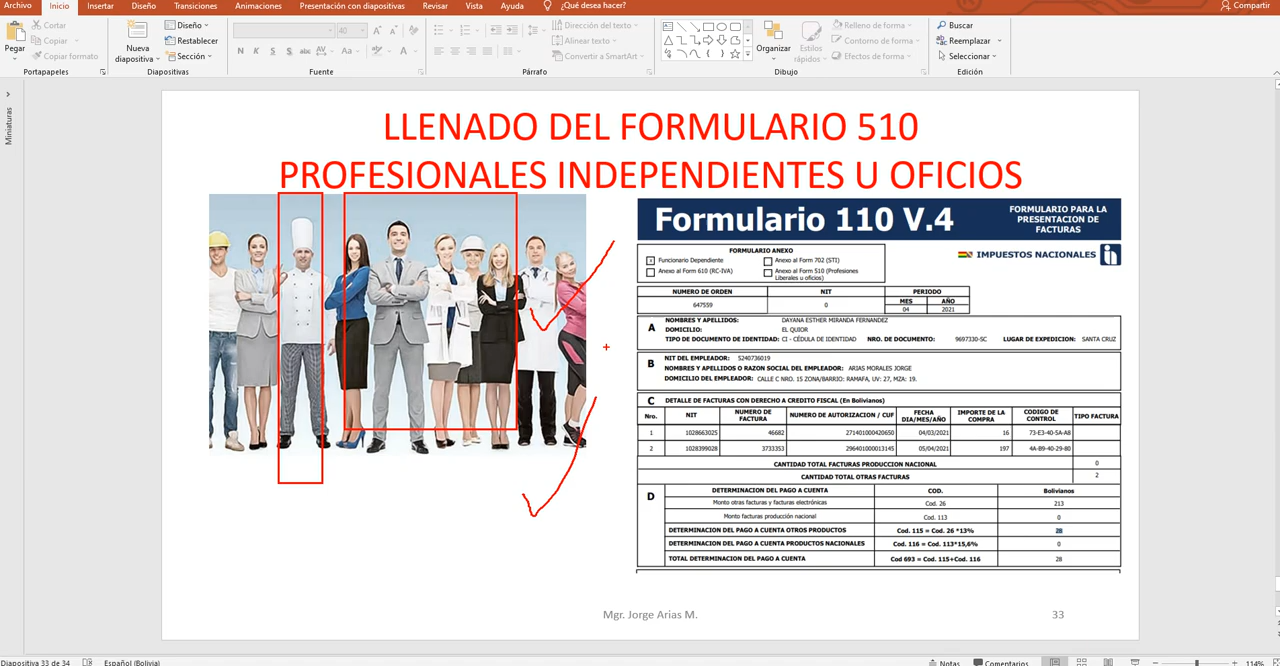 Archivo Inicio Insertar Diseño Transiciones Animaciones Presentación con diapositivas Revisar Vista Ayuda ¿Qué desea hacer? Compartir
Pegar
Cortar
Copiar
Copiar formato
Portapapeles
Nueva
diapositiva
Diseño
Restablecer
Sección
Diapositivas
40
N K S S abc AV Aa A
Fuente
Dirección del texto
Alinear texto
Convertir a SmartArt
Párrafo
Organizar
Estilos
rápidos
Relleno de forma
Contorno de forma
Efectos de forma
Dibujo
Buscar
Reemplazar
Seleccionar
Edición
Miniaturas
LLENADO DEL FORMULARIO 510
PROFESIONALES INDEPENDIENTES U OFICIOS
Formulario 110 V.4
FORMULARIO PARA LA
PRESENTACION DE
FACTURAS
FORMULARIO ANEXO
Funcionario Dependiente Anexo al Form 702 (STI)
Anexo al Form 610 (RC-IVA) Anexo al Form 510 (Profesiones
Liberales u oficios)
IMPUESTOS NACIONALES
NUMERO DE ORDEN NIT PERIODO
MES AÑO
647559 0 04 2021
A NOMBRES Y APELLIDOS: DAYANA ESTHER MIRANDA FERNANDEZ
DOMICILIO: EL QUIOR
TIPO DE DOCUMENTO DE IDENTIDAD: CI - CÉDULA DE IDENTIDAD NRO. DE DOCUMENTO: 9697330-SC LUGAR DE EXPEDICION: SANTA CRUZ
B NIT DEL EMPLEADOR: 5240736019
NOMBRES Y APELLIDOS O RAZON SOCIAL DEL EMPLEADOR: ARIAS MORALES JORGE
DOMICILIO DEL EMPLEADOR: CALLE C NRO. 15 ZONA/BARRIO: RAMAFA, UV: 27, MZA: 19.
C DETALLE DE FACTURAS CON DERECHO A CREDITO FISCAL (En Bolivianos)
Nro. NIT NUMERO DE FACTURA NUMERO DE AUTORIZACION / CUF FECHA DIA/MES/AÑO IMPORTE DE LA COMPRA CODIGO DE CONTROL TIPO FACTURA
1 1028663025 46682 271401000420650 04/03/2021 16 73-E3-40-5A-A8
2 1028399028 3733353 296401000013145 05/04/2021 197 4A-B9-40-29-80
CANTIDAD TOTAL FACTURAS PRODUCCION NACIONAL 0
CANTIDAD TOTAL OTRAS FACTURAS 2
D DETERMINACION DEL PAGO A CUENTA COD. Bolivianos
Monto otras facturas y facturas electrónicas Cod. 26 213
Monto facturas producción nacional Cod. 113 0
DETERMINACION DEL PAGO A CUENTA OTROS PRODUCTOS Cod. 115 = Cod. 26 *13% 28
DETERMINACION DEL PAGO A CUENTA PRODUCTOS NACIONALES Cod. 116 = Cod. 113*15,6% 0
TOTAL DETERMINACION DEL PAGO A CUENTA Cod 693 = Cod. 115+Cod. 116 28
Mgr. Jorge Arias M. 33
Diapositiva 33 de 34 Español (Bolivia) Notas Comentarios 114%